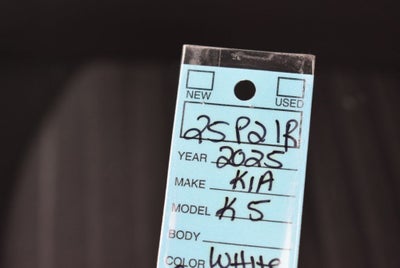 NEW USED
25P21R
YEAR 2025
MAKE KIA
MODEL K5
BODY
COLOR WHITE